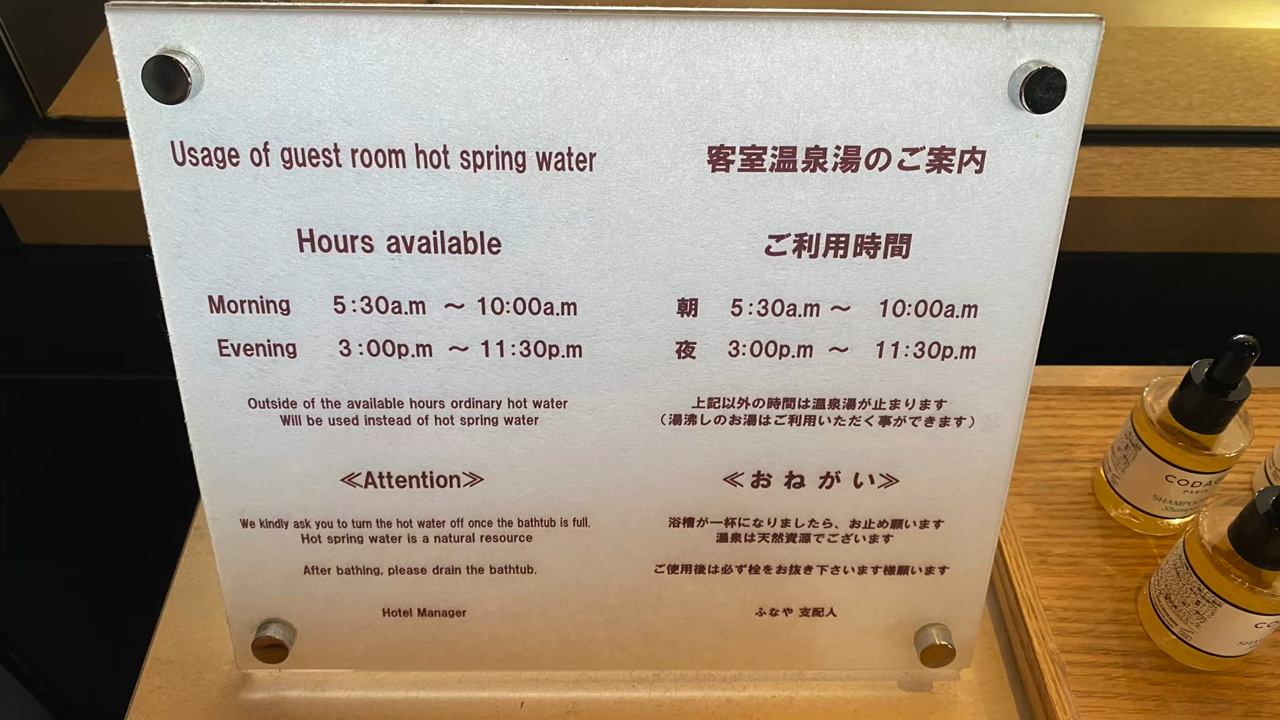 Usage of guest room hot spring water
Hours available
Morning 5:30a.m ～ 10:00a.m
Evening 3:00p.m ～ 11:30p.m
Outside of the available hours ordinary hot water
Will be used instead of hot spring water
≪Attention≫
We kindly ask you to turn the hot water off once the bathtub is full.
Hot spring water is a natural resource
After bathing, please drain the bathtub.
Hotel Manager
客室温泉湯のご案内
ご利用時間
朝 5:30a.m ～ 10:00a.m
夜 3:00p.m ～ 11:30p.m
上記以外の時間は温泉湯が止まります
（湯沸しのお湯はご利用いただく事ができます）
≪お ね が い≫
浴槽が一杯になりましたら、お止め願います
温泉は天然資源でございます
ご使用後は必ず栓をお抜き下さいます様願います
ふなや 支配人
PARIS
SHAMPOO